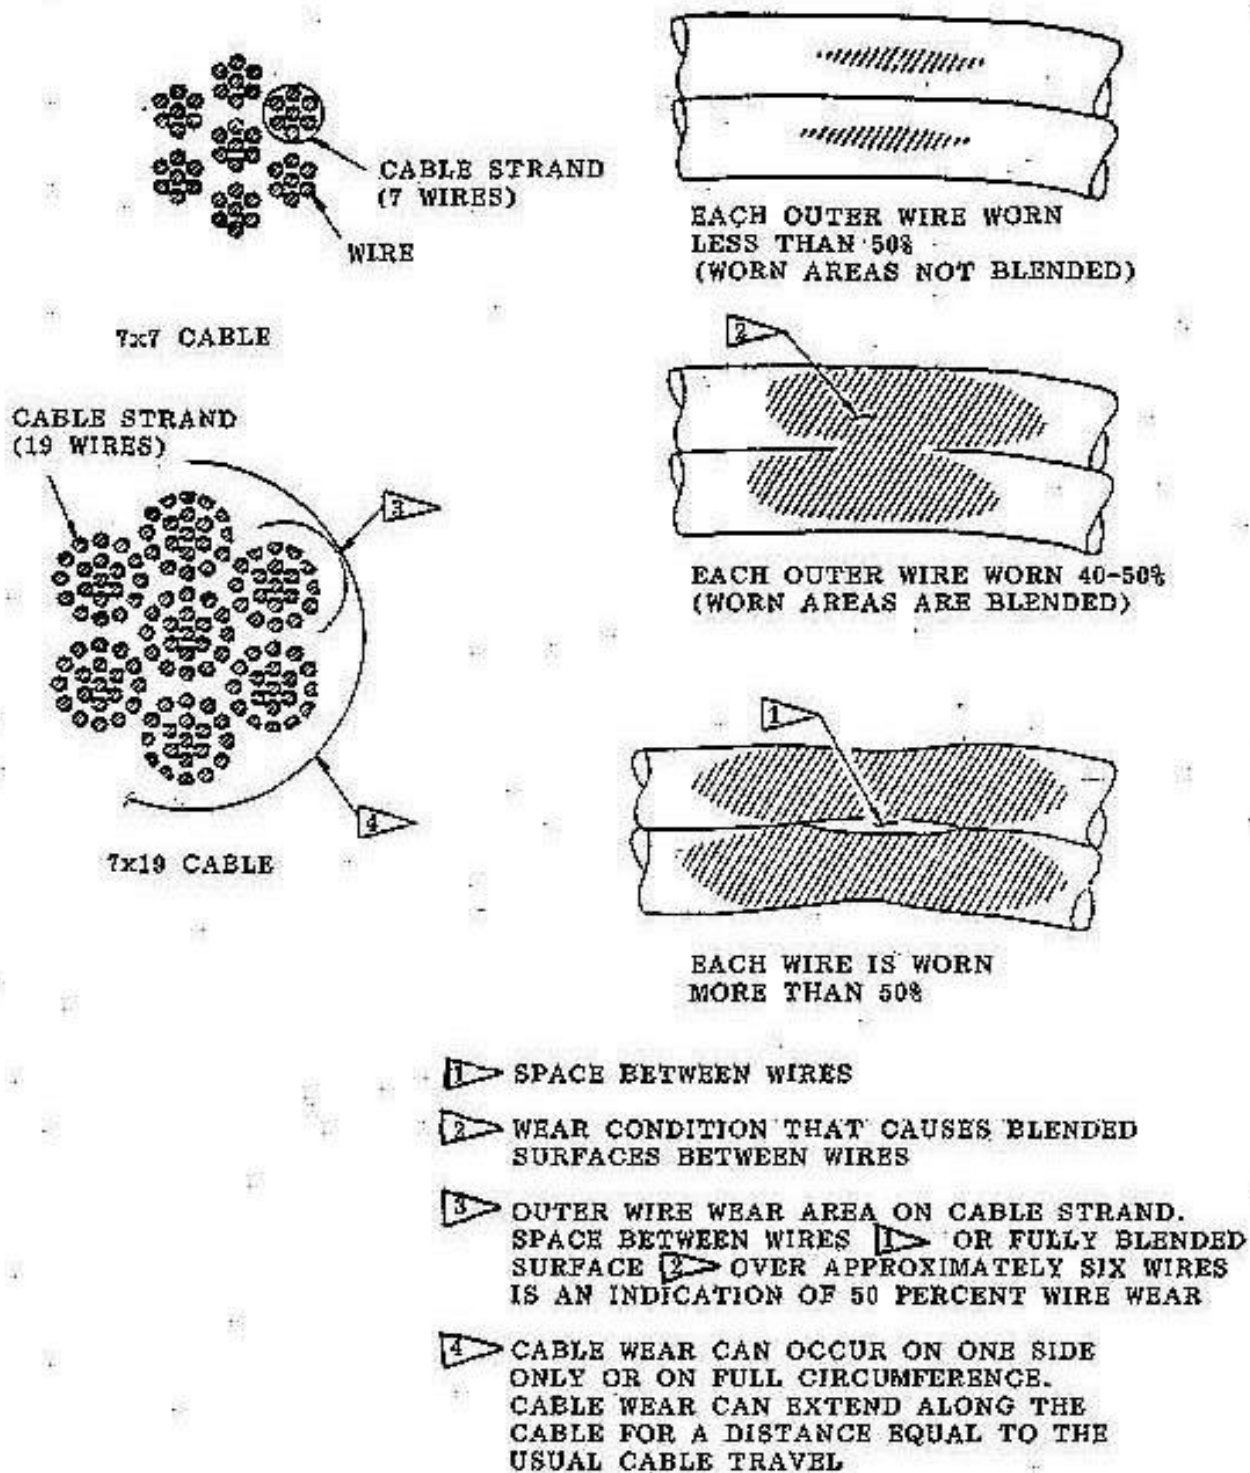 CABLE STRAND
(7 WIRES)
WIRE
7x7 CABLE
CABLE STRAND
(19 WIRES)
3
4
7x19 CABLE
EACH OUTER WIRE WORN
LESS THAN 50%
(WORN AREAS NOT BLENDED)
2
EACH OUTER WIRE WORN 40-50%
(WORN AREAS ARE BLENDED)
1
EACH WIRE IS WORN
MORE THAN 50%
1 SPACE BETWEEN WIRES
2 WEAR CONDITION THAT CAUSES BLENDED
SURFACES BETWEEN WIRES
3 OUTER WIRE WEAR AREA ON CABLE STRAND.
SPACE BETWEEN WIRES 1 OR FULLY BLENDED
SURFACE 2 OVER APPROXIMATELY SIX WIRES
IS AN INDICATION OF 50 PERCENT WIRE WEAR
4 CABLE WEAR CAN OCCUR ON ONE SIDE
ONLY OR ON FULL CIRCUMFERENCE.
CABLE WEAR CAN EXTEND ALONG THE
CABLE FOR A DISTANCE EQUAL TO THE
USUAL CABLE TRAVEL